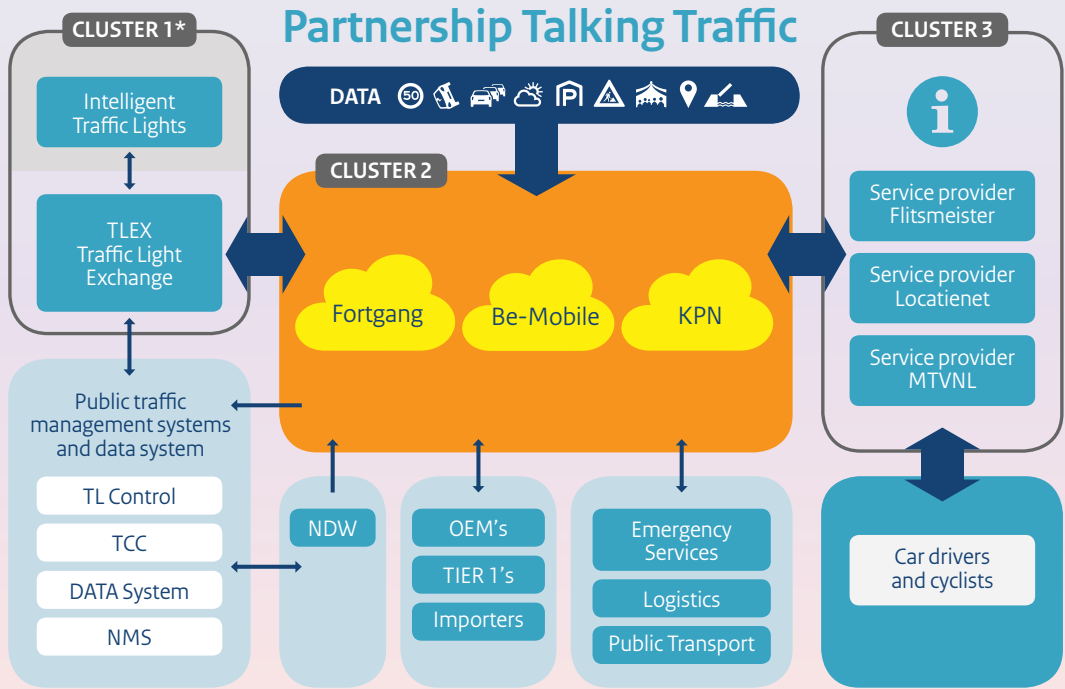 Partnership Talking Traffic
CLUSTER 1*
Intelligent
Traffic Lights
TLEX
Traffic Light
Exchange
DATA
50
P
CLUSTER 2
Fortgang
Be-Mobile
KPN
CLUSTER 3
i
Service provider
Flitsmeister
Service provider
Locatienet
Service provider
MTVNL
Public traffic
management systems
and data system
TL Control
TCC
DATA System
NMS
NDW
OEM's
TIER 1's
Importers
Emergency
Services
Logistics
Public Transport
Car drivers
and cyclists